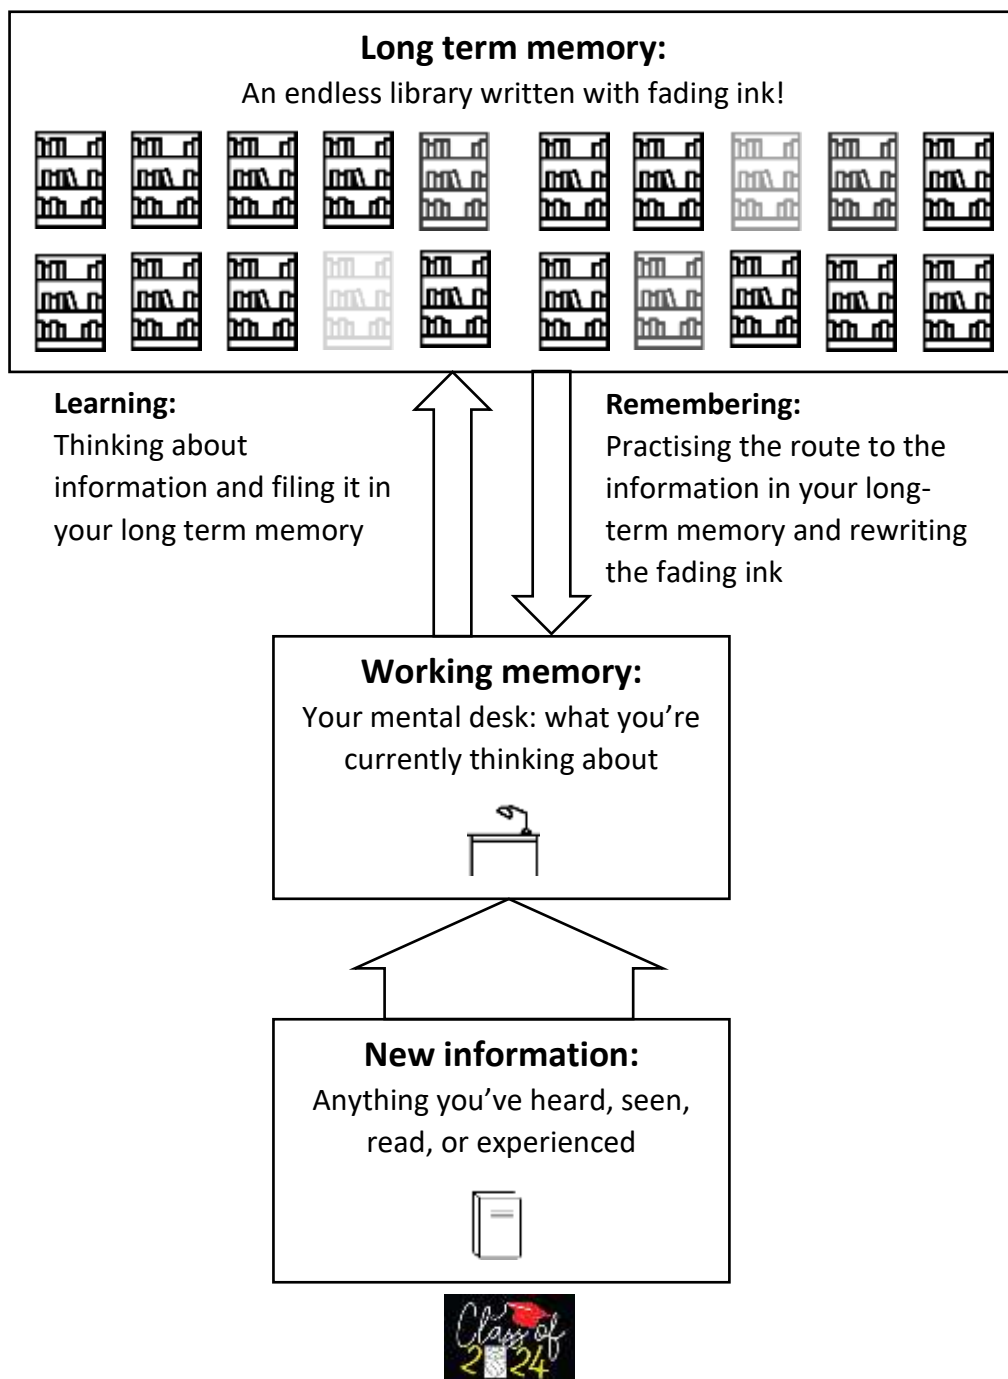 Long term memory:
An endless library written with fading ink!
Learning:
Thinking about
information and filing it in
your long term memory
Remembering:
Practising the route to the
information in your long-
term memory and rewriting
the fading ink
Working memory:
Your mental desk: what you’re
currently thinking about
New information:
Anything you’ve heard, seen,
read, or experienced
Class of
2 24